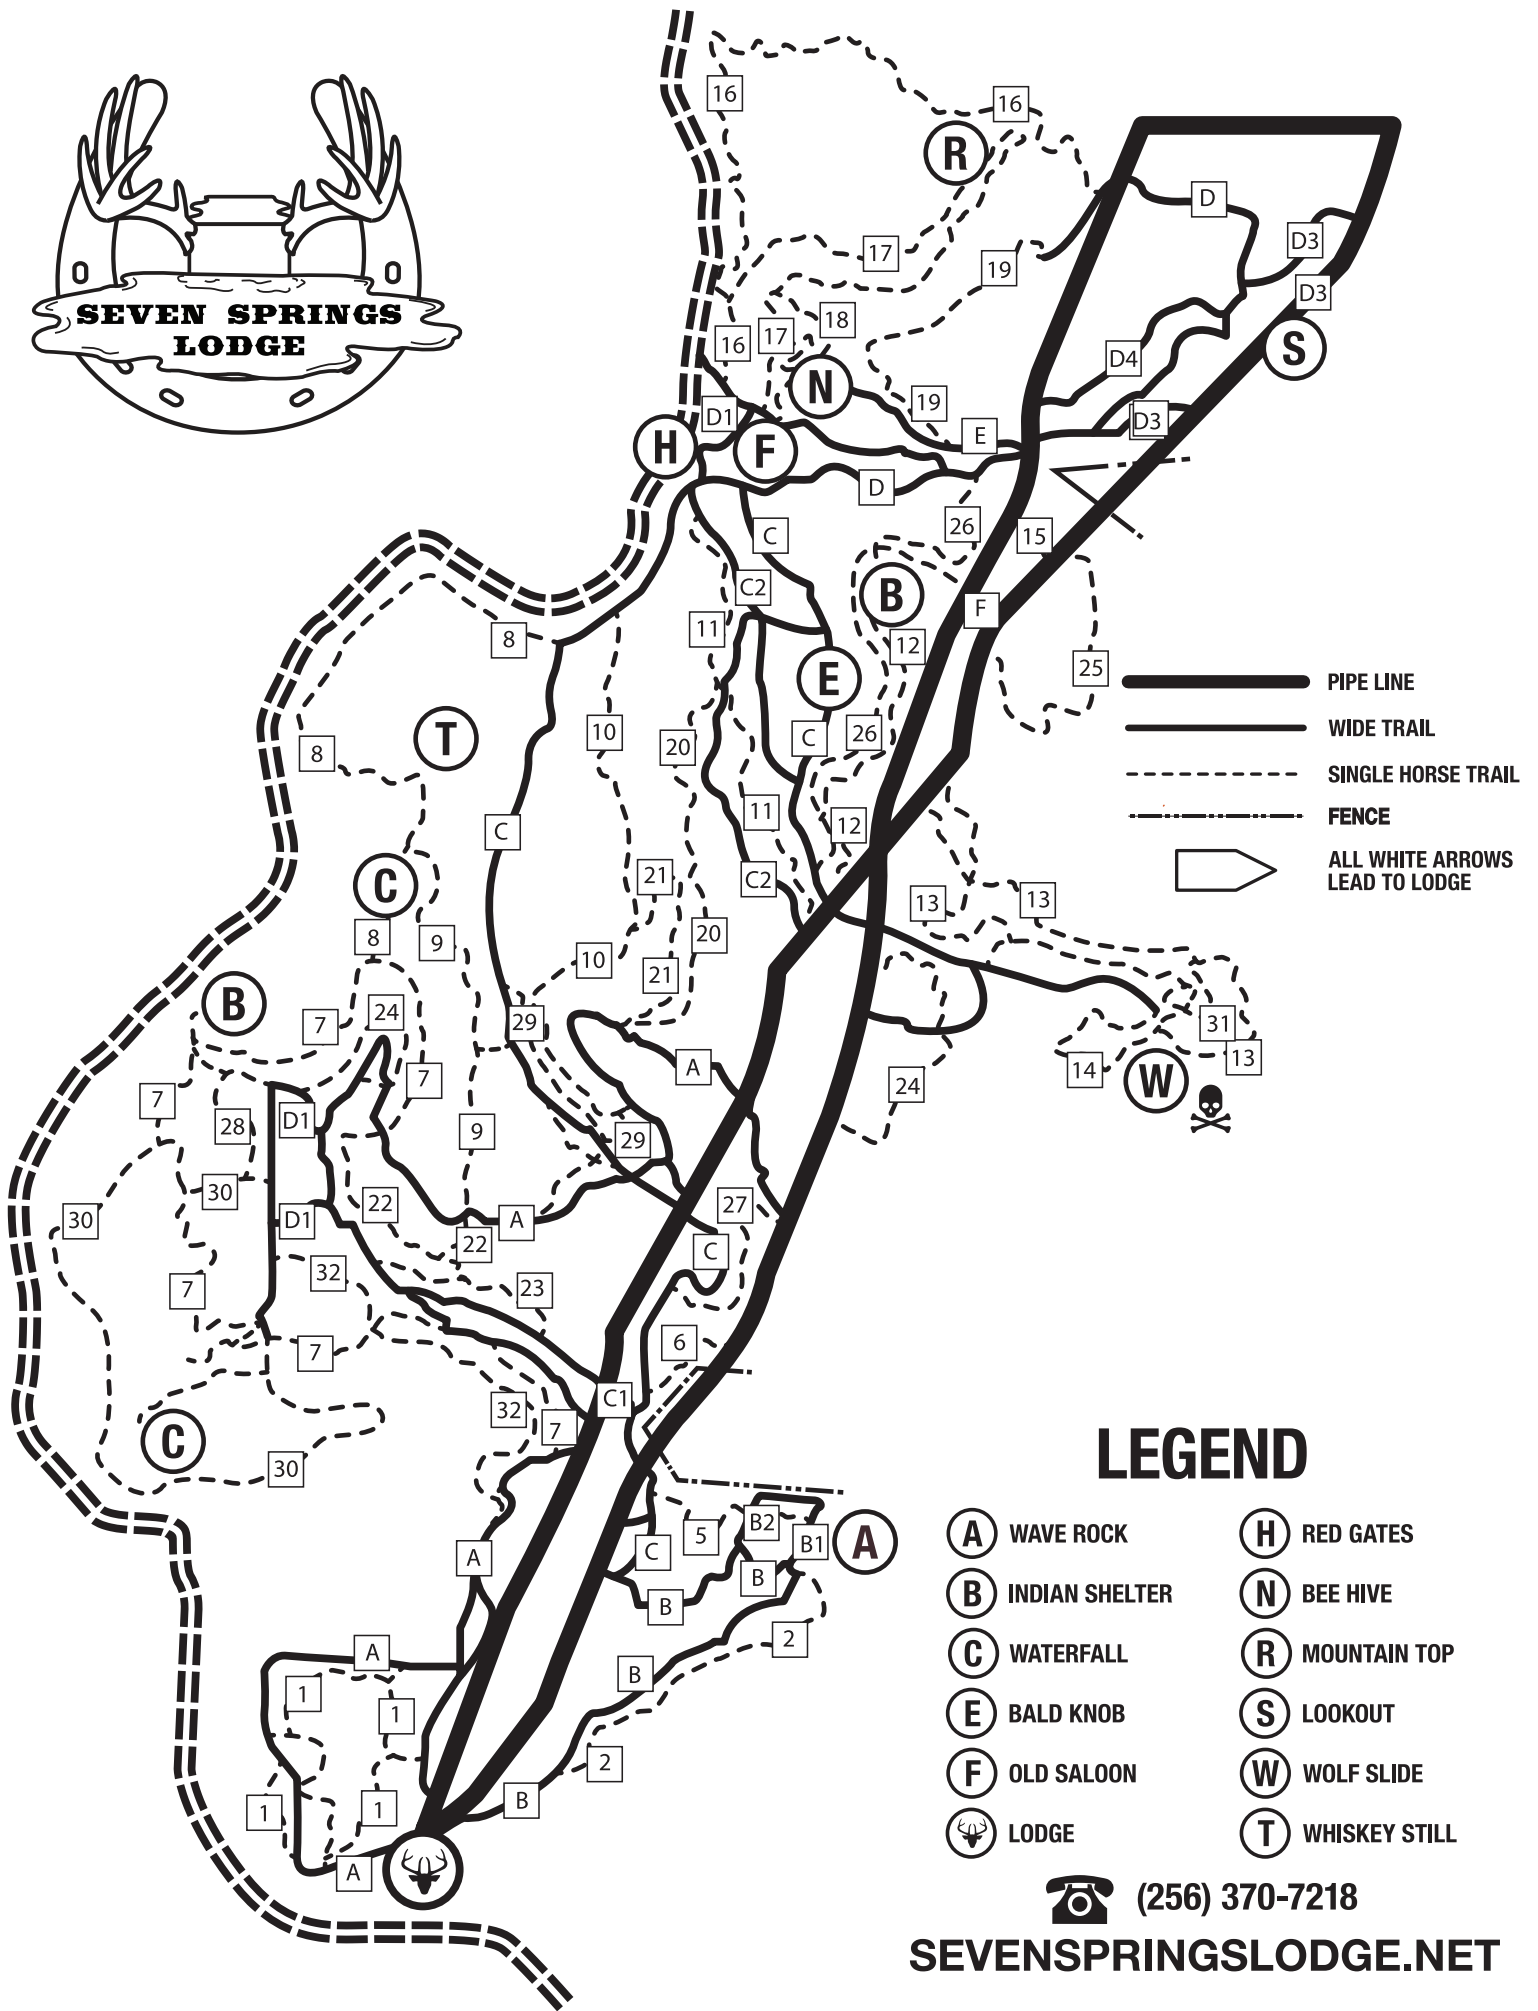 16
16
R
D
SEVEN SPRINGS
LODGE
17
19
D3
D3
16
17
18
S
D4
N
D1
19
D3
H
F
E
D
C
26
15
C2
B
F
11
12
8
25
E
PIPE LINE
WIDE TRAIL
SINGLE HORSE TRAIL
FENCE
ALL WHITE ARROWS
LEAD TO LODGE
T
8
10
20
C
26
C
11
12
C
21
C2
13
13
8
9
20
10
21
B
7
24
29
31
13
A
14
W
7
7
24
28
D1
9
29
30
22
27
30
D1
A
22
C
7
32
23
7
6
C1
32
7
C
30
LEGEND
B2
5
B1
A
A
C
B
B
2
A
B
1
1
2
B
1
1
A
A WAVE ROCK
B INDIAN SHELTER
C WATERFALL
E BALD KNOB
F OLD SALOON
LODGE
H RED GATES
N BEE HIVE
R MOUNTAIN TOP
S LOOKOUT
W WOLF SLIDE
T WHISKEY STILL
(256) 370-7218
SEVENSPRINGSLODGE.NET